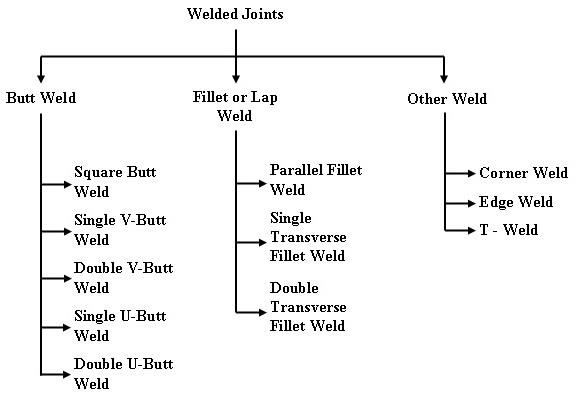 Welded Joints
Butt Weld
Fillet or Lap
Weld
Other Weld
Square Butt
Weld
Single V-Butt
Weld
Double V-Butt
Weld
Single U-Butt
Weld
Double U-Butt
Weld
Parallel Fillet
Weld
Single
Transverse
Fillet Weld
Double
Transverse
Fillet Weld
Corner Weld
Edge Weld
T - Weld